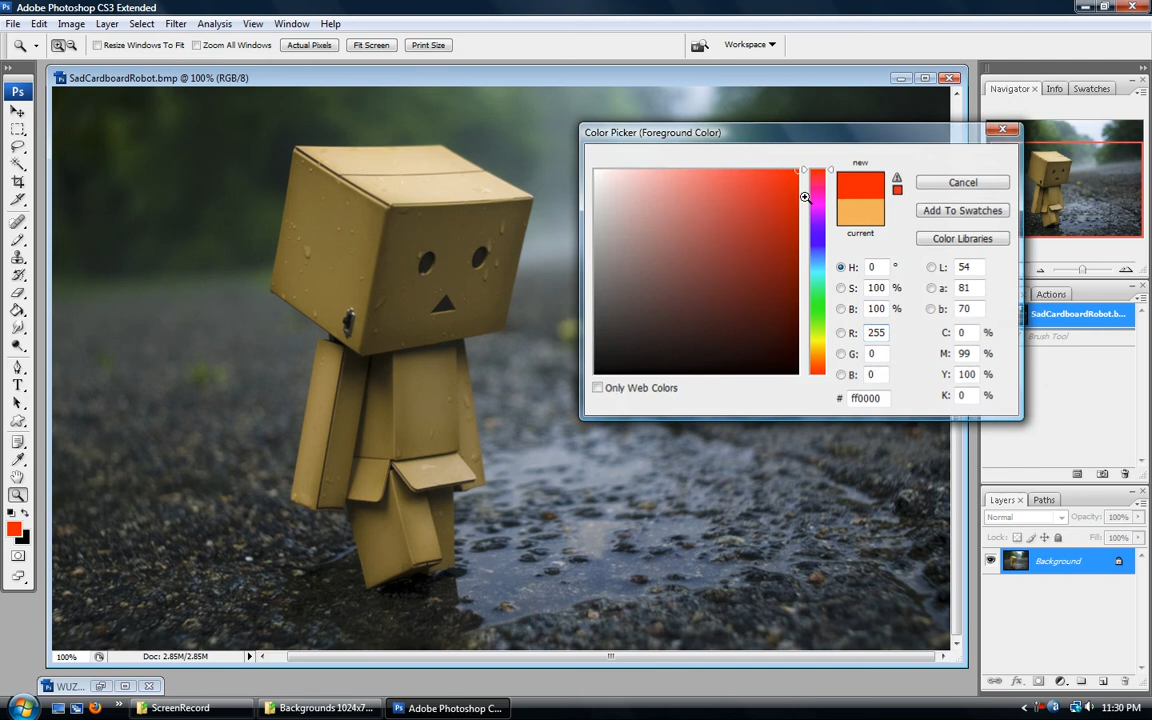 Adobe Photoshop CS3 Extended
File Edit Image Layer Select Filter Analysis View Window Help
Resize Windows To Fit Zoom All Windows Actual Pixels Fit Screen Print Size Workspace
Ps
SadCardboardRobot.bmp @ 100% (RGB/8)
Navigator x Info Swatches
Color Picker (Foreground Color)
new
current
Cancel
Add To Swatches
Color Libraries
H: 0 ° L: 54
S: 100 % a: 81
B: 100 % b: 70
R: 255 C: 0 %
G: 0 M: 99 %
B: 0 Y: 100 %
# ff0000 K: 0 %
Only Web Colors
Actions
SadCardboardRobot.b...
Brush Tool
Layers x Paths
Normal Opacity: 100%
Lock: Fill: 100%
Background
100% Doc: 2.85M/2.85M
WUZ...
ScreenRecord Backgrounds 1024x7... Adobe Photoshop C... 11:30 PM